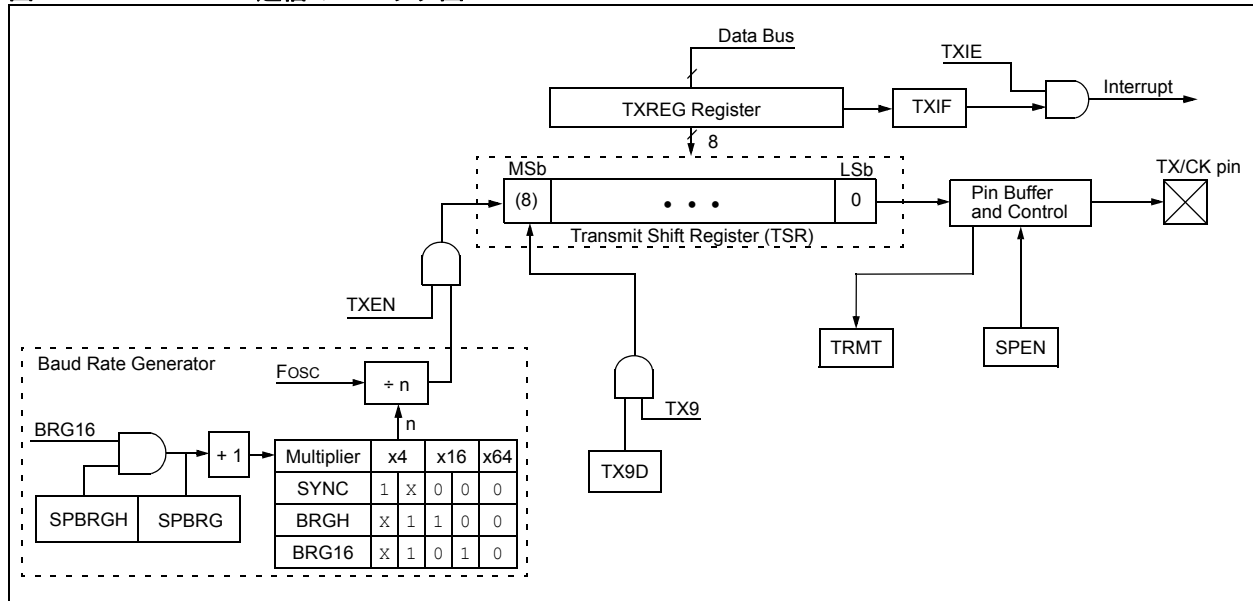 Data Bus
TXIE
Interrupt
TXREG Register
TXIF
8
MSb
LSb
(8)
• • •
0
Transmit Shift Register (TSR)
Pin Buffer
and Control
TX/CK pin
TXEN
TRMT
SPEN
Baud Rate Generator
FOSC
÷ n
n
TX9
TX9D
BRG16
+ 1
SPBRGH
SPBRG
Multiplier x4 x16 x64
SYNC 1 X 0 0 0
BRGH X 1 1 0 0
BRG16 X 1 0 1 0